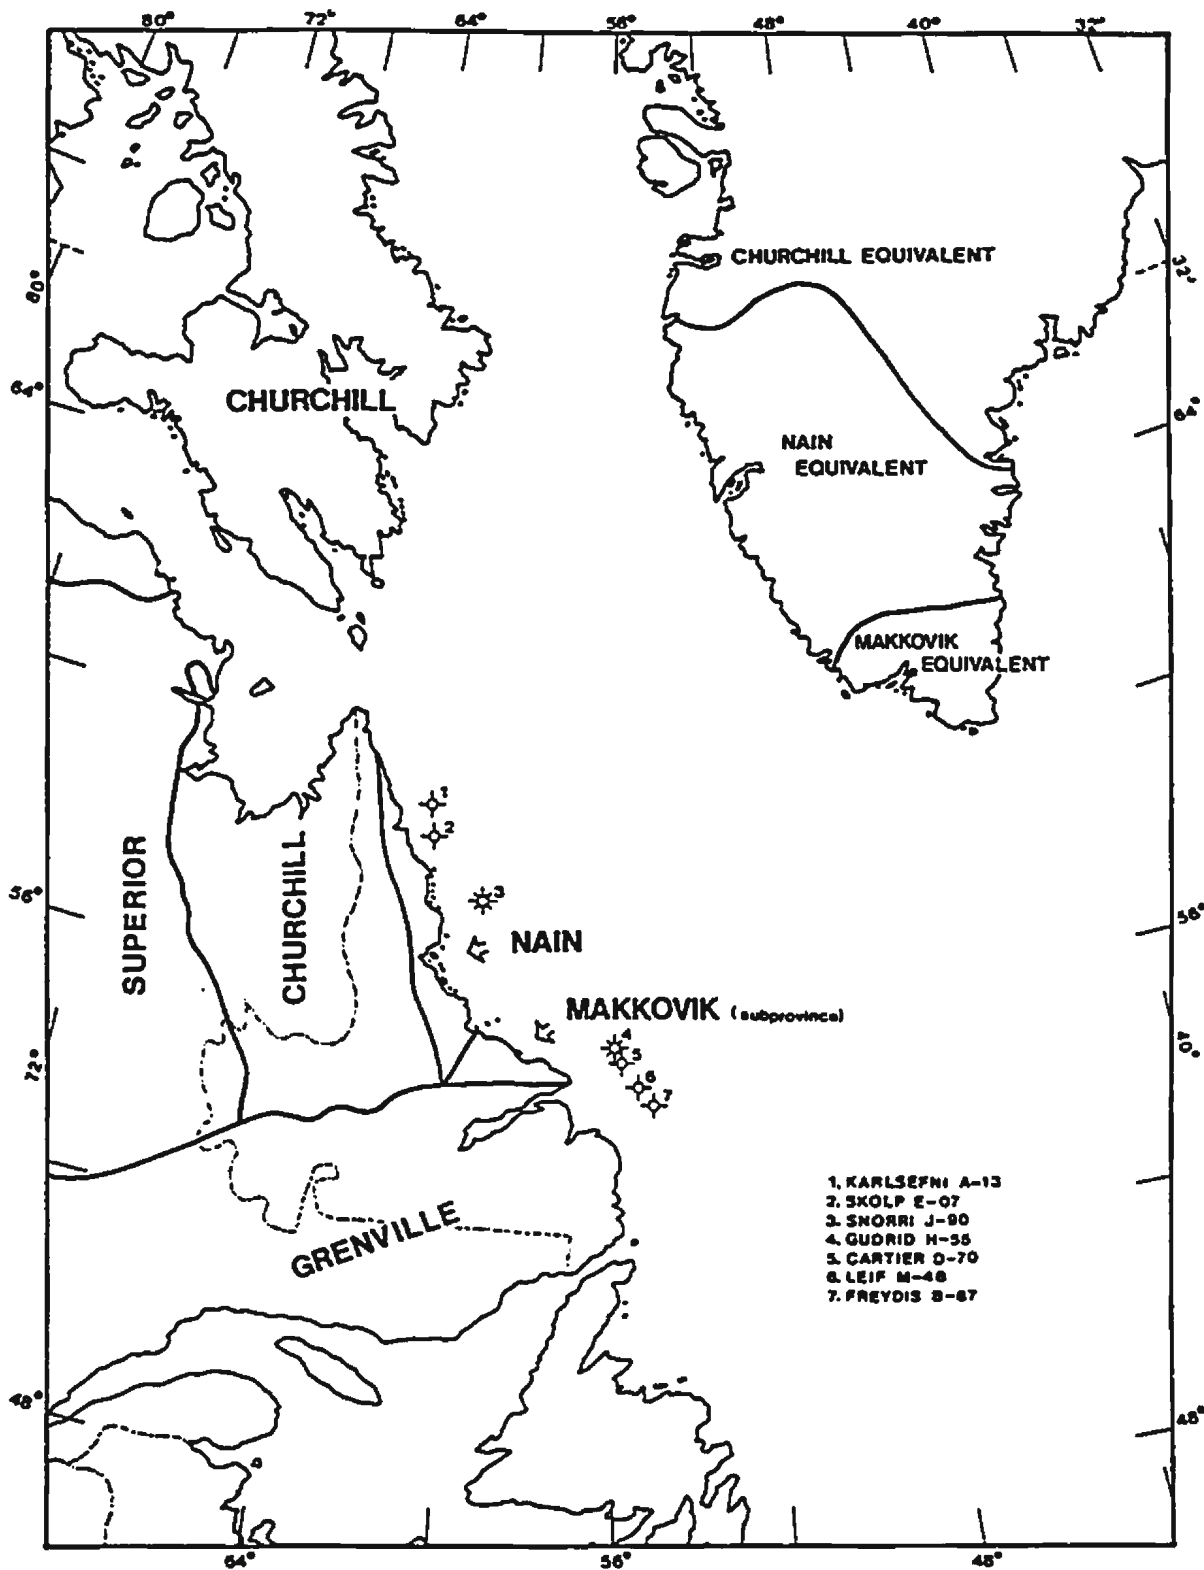 80° 72° 64° 56° 48° 40° 32°
CHURCHILL EQUIVALENT
32°
80°
64°
CHURCHILL
64°
NAIN
EQUIVALENT
MAKKOVIK
EQUIVALENT
1
2
SUPERIOR
CHURCHILL
3
56°
56°
NAIN
MAKKOVIK (subprovince)
4
5
6
7
72°
40°
1. KARLSEFNI A-13
2. SKOLP E-07
3. SNORRI J-90
4. GUDRID H-55
5. CARTIER D-70
6. LEIF M-48
7. FREYDIS B-87
GRENVILLE
48°
48°
64° 56° 48°